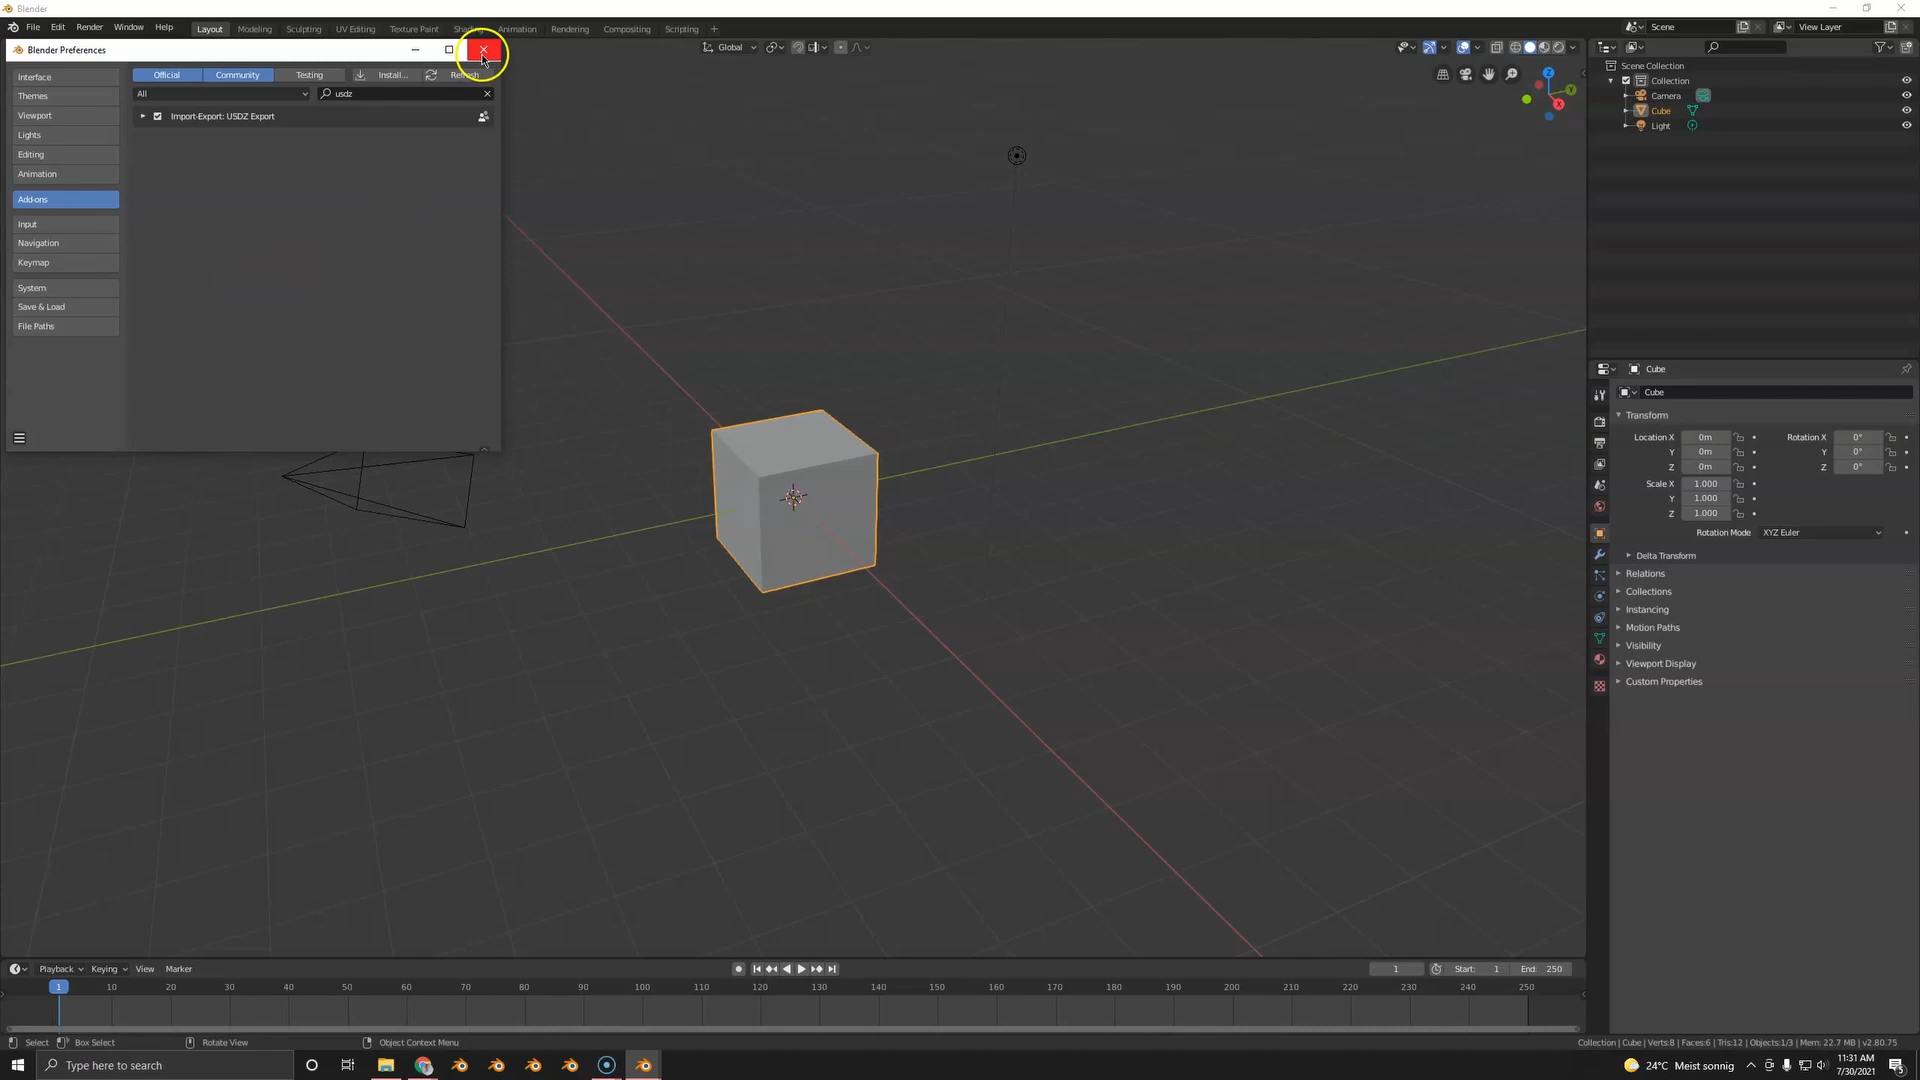 Blender
File Edit Render Window Help
Layout Modeling Sculpting UV Editing Texture Paint Shading Animation Rendering Compositing Scripting +
Scene View Layer
Blender Preferences
Global
Interface
Themes
Viewport
Lights
Editing
Animation
Add-ons
Input
Navigation
Keymap
System
Save & Load
File Paths
Official Community Testing Install... Refresh
All usdz
Import-Export: USDZ Export
Z
Y
X
Scene Collection
Collection
Camera
Cube
Light
Cube
Cube
Transform
Location X 0m Rotation X 0°
Y 0m Y 0°
Z 0m Z 0°
Scale X 1.000
Y 1.000
Z 1.000
Rotation Mode XYZ Euler
Delta Transform
Relations
Collections
Instancing
Motion Paths
Visibility
Viewport Display
Custom Properties
Playback Keying View Marker
1 Start: 1 End: 250
1 10 20 30 40 50 60 70 80 90 100 110 120 130 140 150 160 170 180 190 200 210 220 230 240 250
Select Box Select Rotate View Object Context Menu
Collection | Cube | Verts:8 | Faces:6 | Tris:12 | Objects:1/3 | Mem: 22.7 MB | v2.80.75
Type here to search
24°C Meist sonnig
11:31 AM
7/30/2021
5